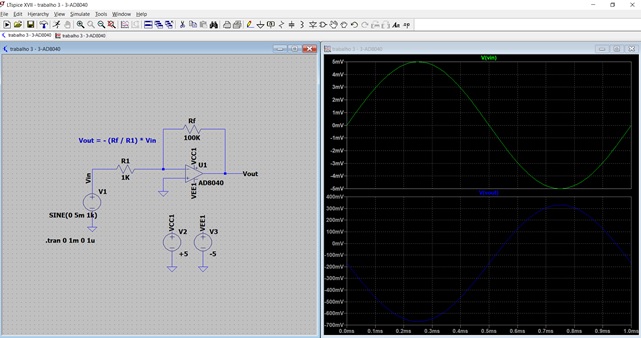 LTspice XVII - trabalho 3 - 3-AD8040
File Edit Hierarchy View Simulate Tools Window Help
trabalho 3 - 3-AD8040 trabalho 3 - 3-AD8040
trabalho 3 - 3-AD8040
Vout = - (Rf / R1) * Vin
Rf
100K
R1
1K
VCC1
U1
AD8040
VEE1
Vout
Vin
V1
SINE(0 5m 1k)
.tran 0 1m 0 1u
VCC1
V2
+5
VEE1
V3
-5
trabalho 3 - 3-AD8040
V(vin)
5mV
4mV
3mV
2mV
1mV
0mV
-1mV
-2mV
-3mV
-4mV
-5mV
V(vout)
400mV
300mV
200mV
100mV
0mV
-100mV
-200mV
-300mV
-400mV
-500mV
-600mV
-700mV
0.0ms 0.1ms 0.2ms 0.3ms 0.4ms 0.5ms 0.6ms 0.7ms 0.8ms 0.9ms 1.0ms